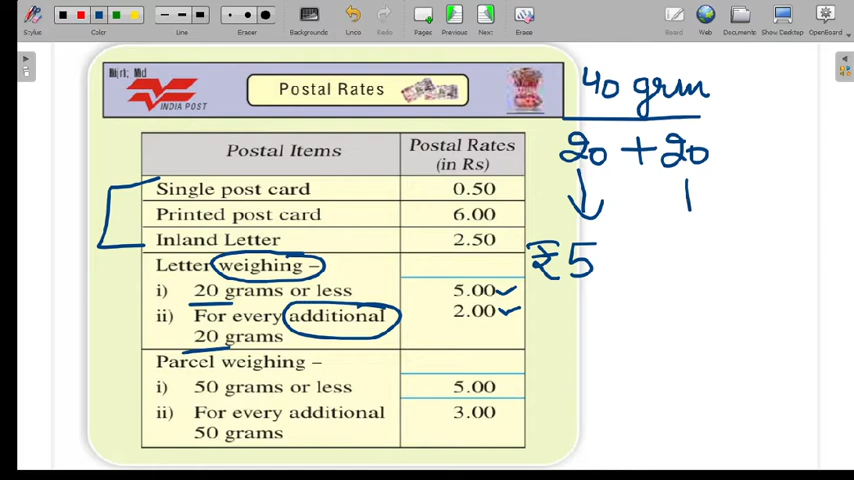 Stylus
Color
Line
Eraser
Backgrounds
Undo
Redo
Pages
Previous
Next
Erase
Board
Web
Documents
Show Desktop
OpenBoard
INDIA POST
Postal Rates
40 grm
20 + 20
₹5
Postal Items
Postal Rates
(in Rs)
Single post card 0.50
Printed post card 6.00
Inland Letter 2.50
Letter weighing –
i) 20 grams or less 5.00
ii) For every additional 2.00
20 grams
Parcel weighing –
i) 50 grams or less 5.00
ii) For every additional 3.00
50 grams